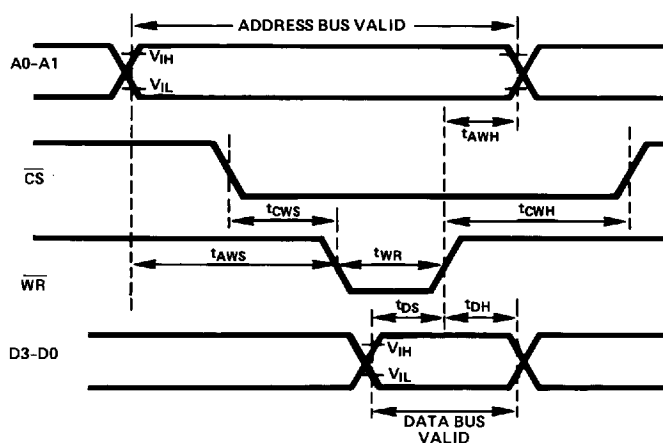 ADDRESS BUS VALID
A0-A1
VIH
VIL
tAWH
CS
tCWS
tCWH
tAWS
tWR
WR
tDS
tDH
D3-D0
VIH
VIL
DATA BUS
VALID